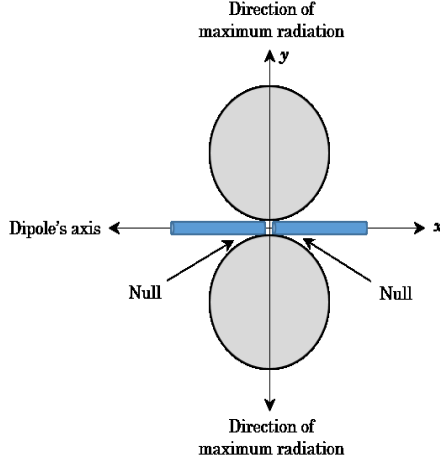 Direction of
maximum radiation
y
Dipole's axis
x
Null
Null
Direction of
maximum radiation